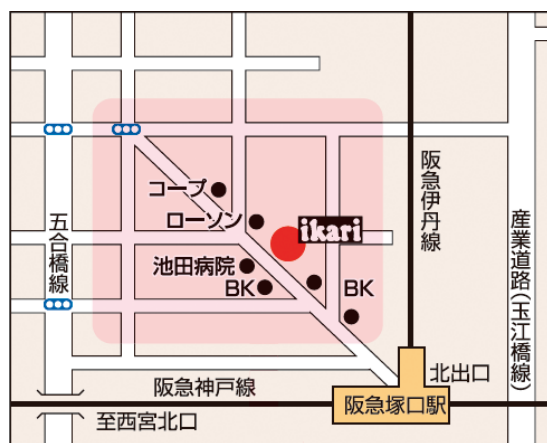 コープ
ローソン
ikari
池田病院
BK
BK
五合橋線
阪急伊丹線
産業道路(玉江橋線)
北出口
阪急神戸線
阪急塚口駅
至西宮北口